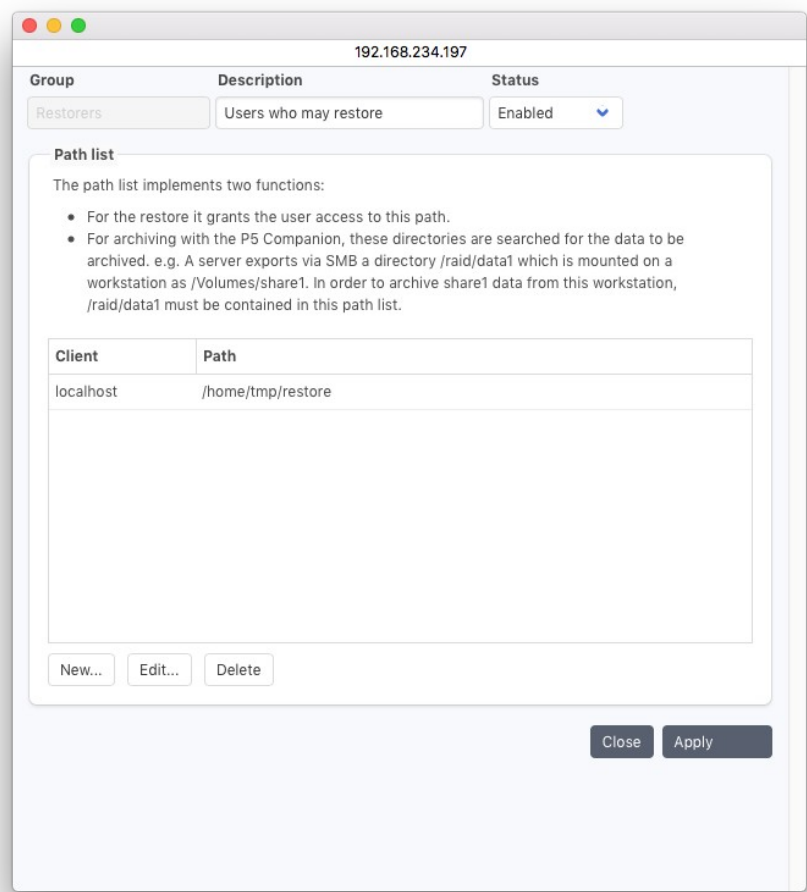 192.168.234.197
Group Description Status
Restorers Users who may restore Enabled
Path list
The path list implements two functions:
• For the restore it grants the user access to this path.
• For archiving with the P5 Companion, these directories are searched for the data to be
archived. e.g. A server exports via SMB a directory /raid/data1 which is mounted on a
workstation as /Volumes/share1. In order to archive share1 data from this workstation,
/raid/data1 must be contained in this path list.
Client Path
localhost /home/tmp/restore
New... Edit... Delete
Close Apply